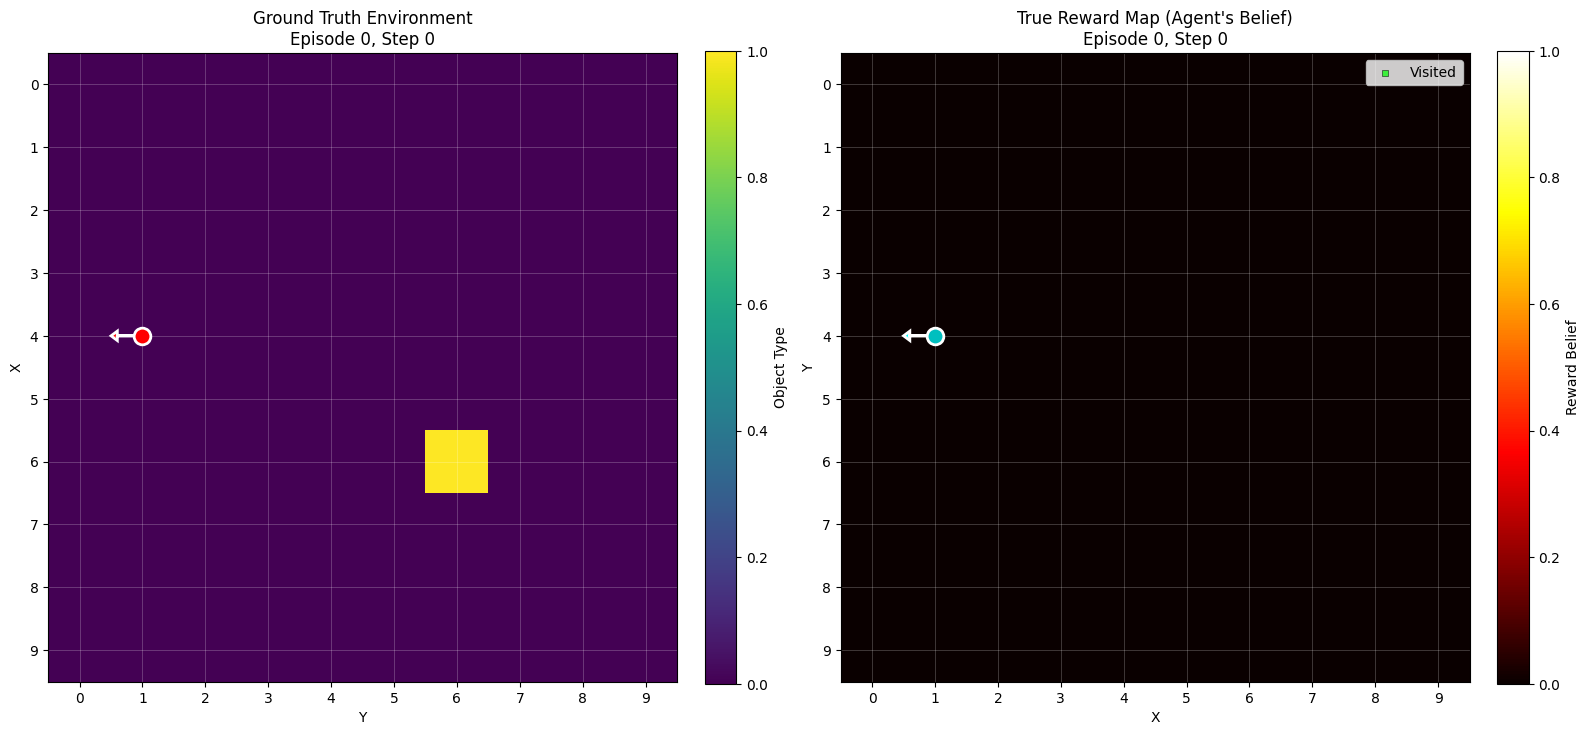 Ground Truth Environment
Episode 0, Step 0
0
1
2
3
4
5
6
7
8
9
X
0 1 2 3 4 5 6 7 8 9
Y
1.0
0.8
0.6
0.4
0.2
0.0
Object Type
True Reward Map (Agent's Belief)
Episode 0, Step 0
Visited
0
1
2
3
4
5
6
7
8
9
Y
0 1 2 3 4 5 6 7 8 9
X
1.0
0.8
0.6
0.4
0.2
0.0
Reward Belief